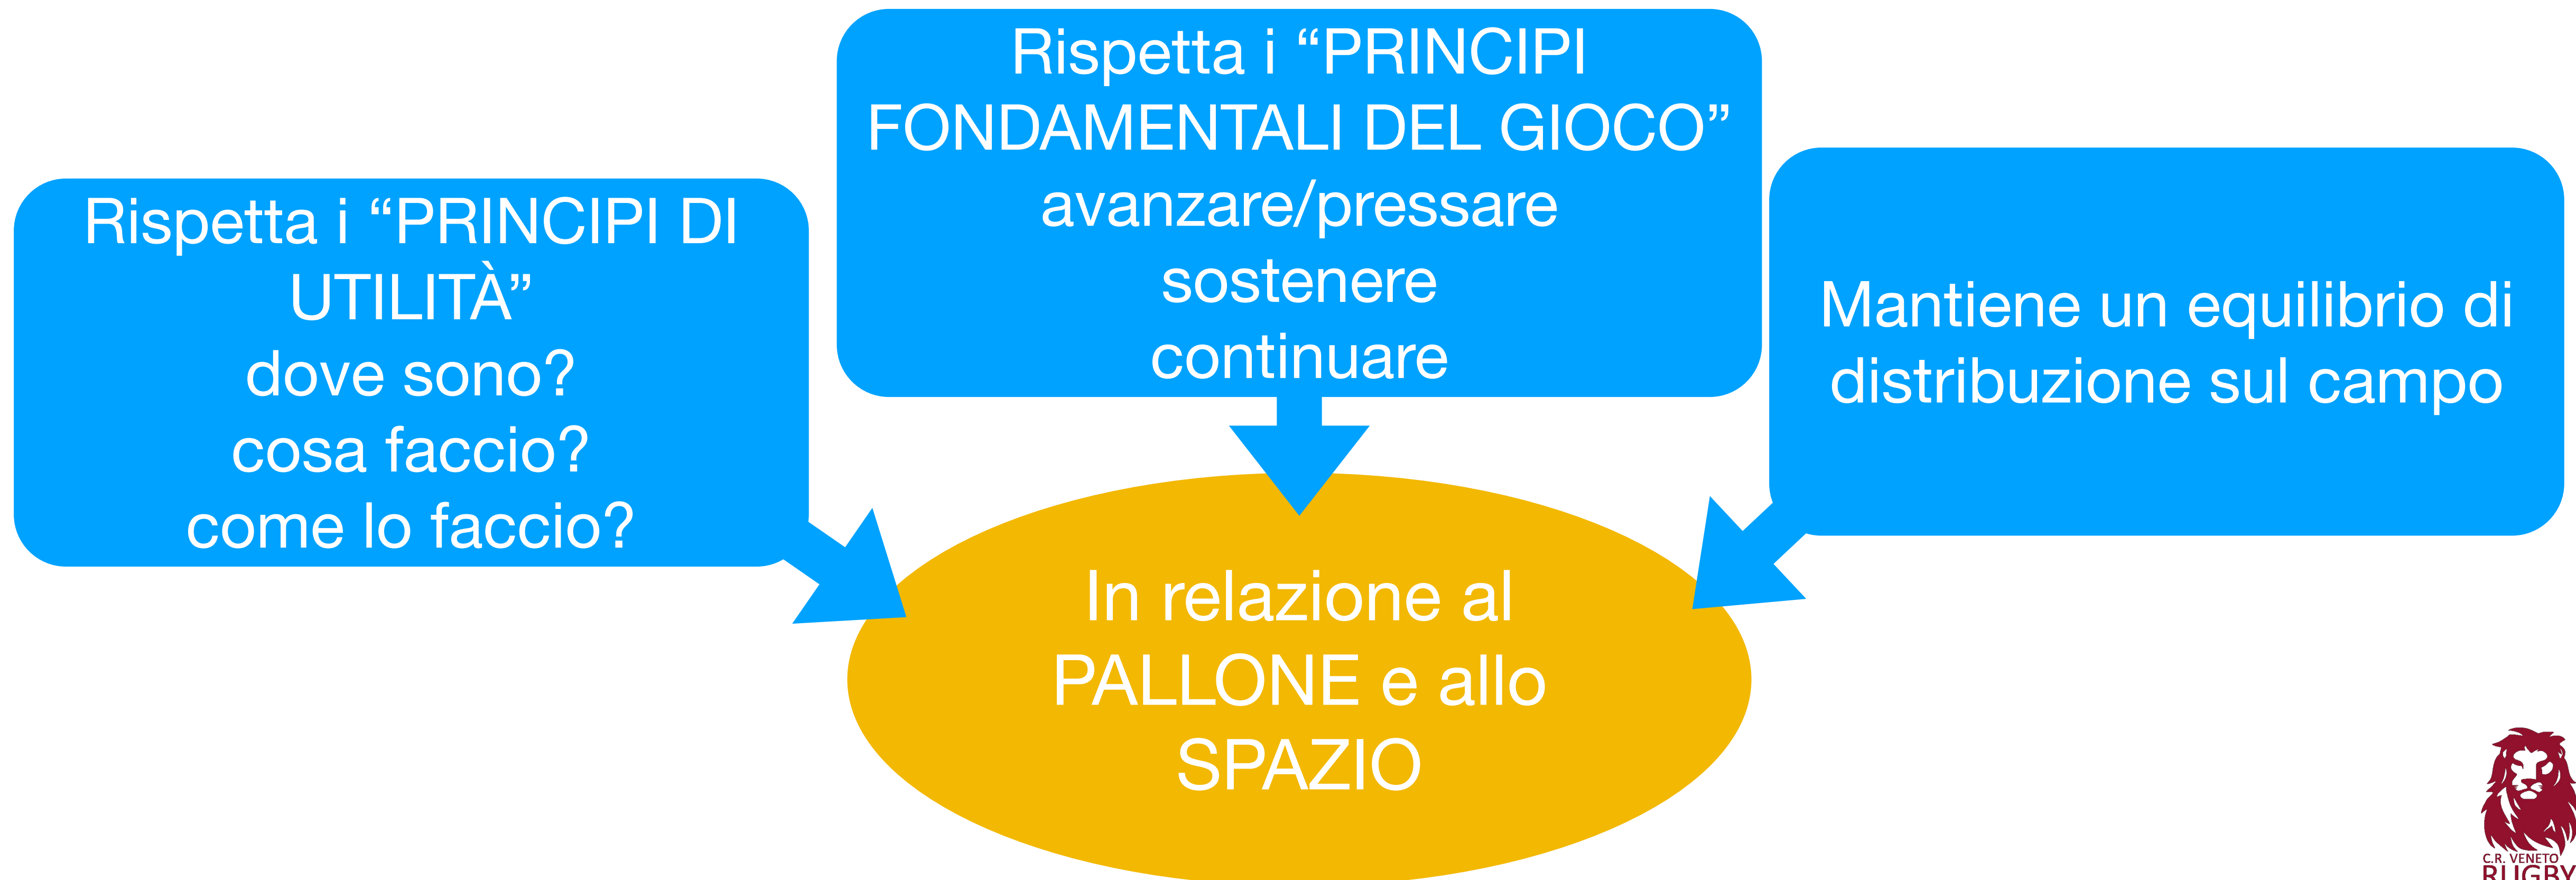 Rispetta i “PRINCIPI DI
UTILITÀ”
dove sono?
cosa faccio?
come lo faccio?
Rispetta i “PRINCIPI
FONDAMENTALI DEL GIOCO”
avanzare/pressare
sostenere
continuare
Mantiene un equilibrio di
distribuzione sul campo
In relazione al
PALLONE e allo
SPAZIO
C.R. VENETO
RUGBY